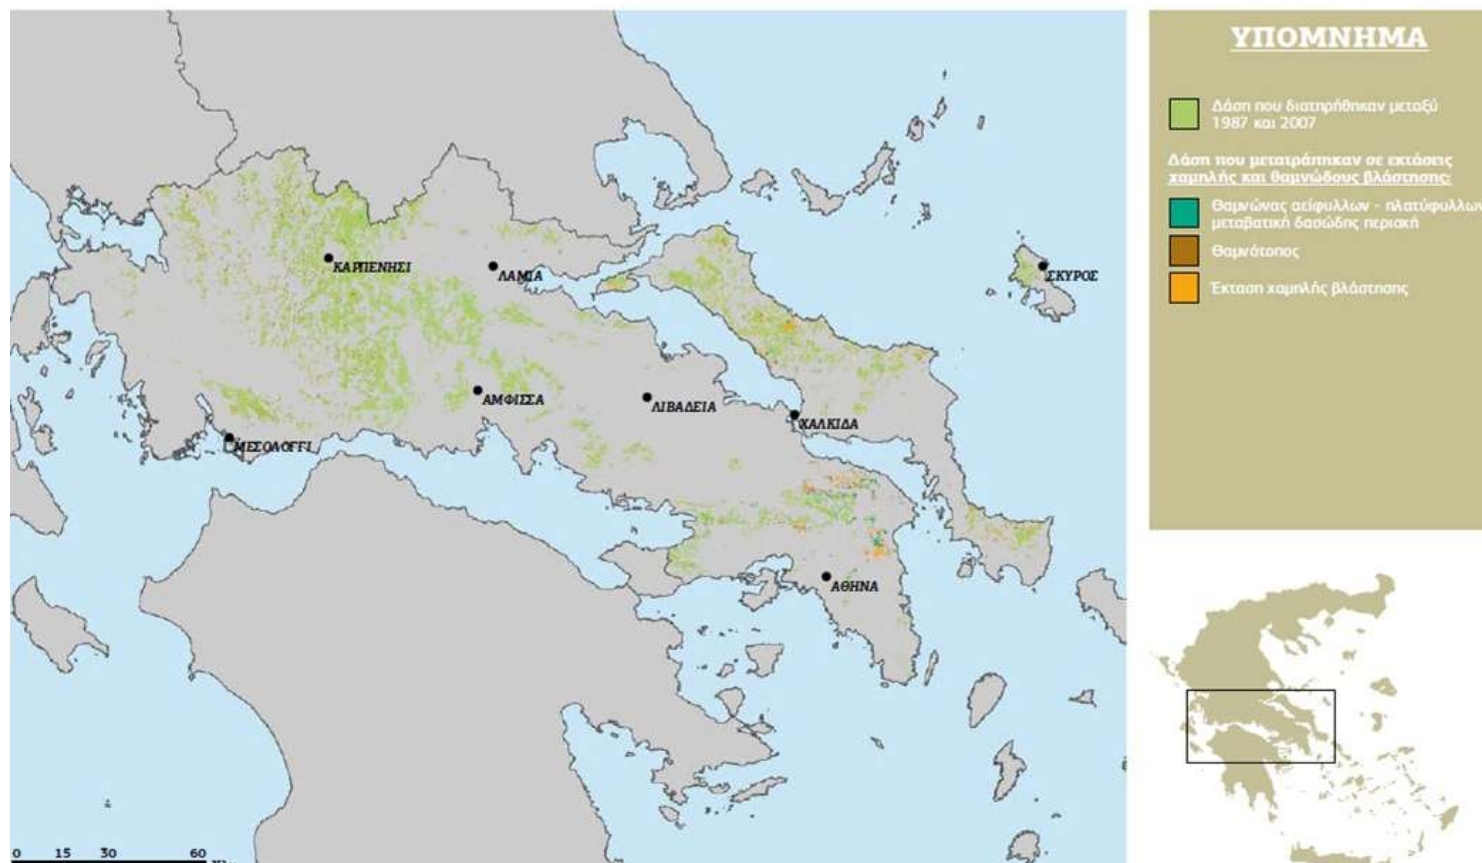 ΥΠΟΜΝΗΜΑ
Δάση που διατηρήθηκαν μεταξύ
1987 και 2007
Δάση που μετατράπηκαν σε εκτάσεις
χαμηλής και θαμνώδους βλάστησης:
Θαμνώνας αείφυλλων - πλατύφυλλων
μεταβατική δασώδης περιοχή
Θαμνότοπος
Έκταση χαμηλής βλάστησης
ΚΑΡΠΕΝΗΣΙ
ΛΑΜΙΑ
ΣΚΥΡΟΣ
ΑΜΦΙΣΣΑ
ΛΙΒΑΔΕΙΑ
ΧΑΛΚΙΔΑ
ΜΕΣΟΛΟΓΓΙ
ΑΘΗΝΑ
0 15 30 60